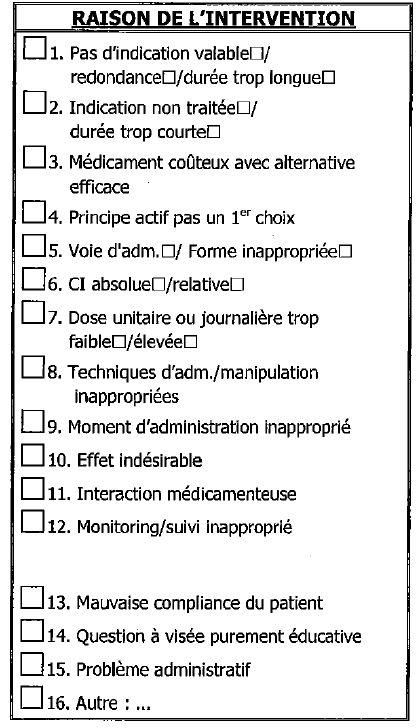 RAISON DE L'INTERVENTION
☐1. Pas d'indication valable☐/
redondance☐/durée trop longue☐
☐2. Indication non traitée☐/
durée trop courte☐
☐3. Médicament coûteux avec alternative
efficace
☐4. Principe actif pas un 1er choix
☐5. Voie d'adm.☐/ Forme inappropriée☐
☐6. CI absolue☐/relative☐
☐7. Dose unitaire ou journalière trop
faible☐/élevée☐
☐8. Techniques d'adm./manipulation
inappropriées
☐9. Moment d'administration inapproprié
☐10. Effet indésirable
☐11. Interaction médicamenteuse
☐12. Monitoring/suivi inapproprié
☐13. Mauvaise compliance du patient
☐14. Question à visée purement éducative
☐15. Problème administratif
☐16. Autre : ...